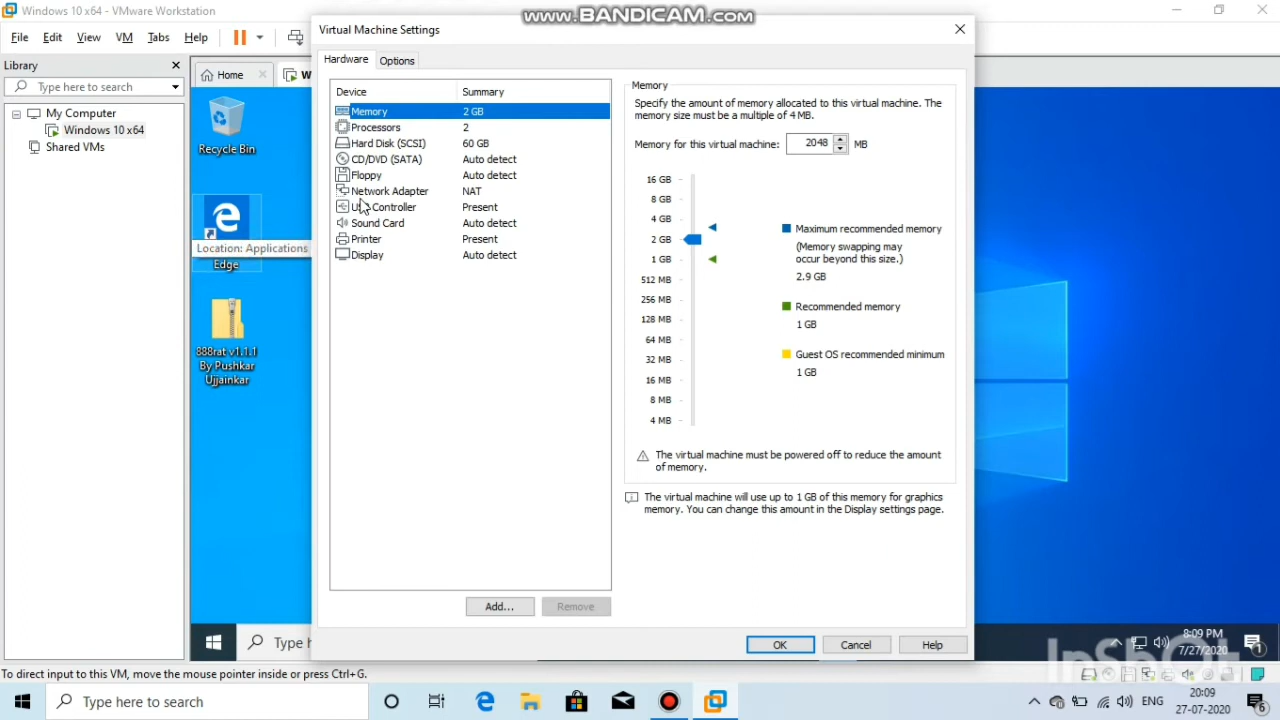 Windows 10 x64 - VMware Workstation
www.BANDICAM.com
File Edit View VM Tabs Help
Virtual Machine Settings
Hardware Options
Library
Type here to search
My Computer
Windows 10 x64
Shared VMs
Home
W
Recycle Bin
Location: Applications
Edge
888rat v1.1.1
By Pushkar
Ujjainkar
Device Summary
Memory 2 GB
Processors 2
Hard Disk (SCSI) 60 GB
CD/DVD (SATA) Auto detect
Floppy Auto detect
Network Adapter NAT
Controller Present
Sound Card Auto detect
Printer Present
Display Auto detect
Add... Remove
Memory
Specify the amount of memory allocated to this virtual machine. The
memory size must be a multiple of 4 MB.
Memory for this virtual machine: 2048 MB
16 GB
8 GB
4 GB
2 GB
1 GB
512 MB
256 MB
128 MB
64 MB
32 MB
16 MB
8 MB
4 MB
Maximum recommended memory
(Memory swapping may
occur beyond this size.)
2.9 GB
Recommended memory
1 GB
Guest OS recommended minimum
1 GB
The virtual machine must be powered off to reduce the amount
of memory.
The virtual machine will use up to 1 GB of this memory for graphics
memory. You can change this amount in the Display settings page.
OK Cancel Help
Type h
8:09 PM
7/27/2020
1
InShOt
To direct input to this VM, move the mouse pointer inside or press Ctrl+G.
Type here to search
ENG
20:09
27-07-2020
6